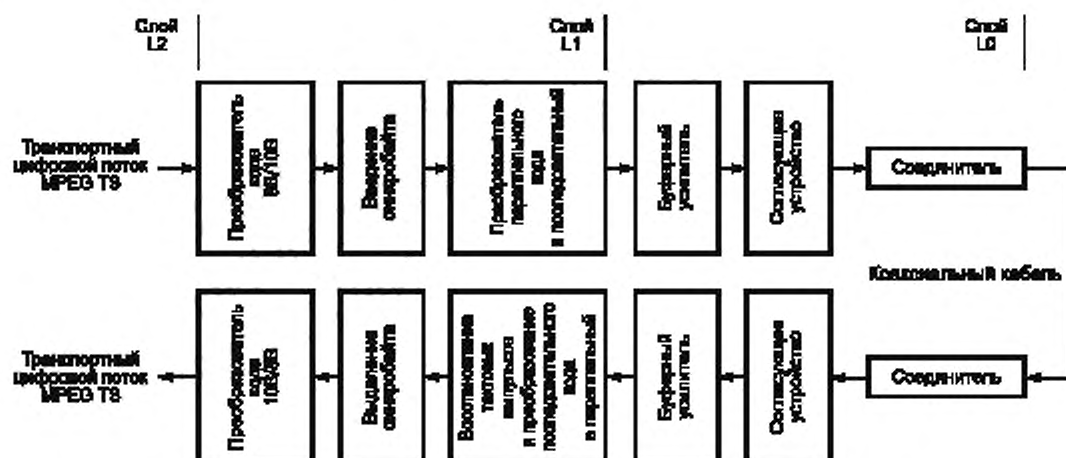 Слой
L2
Слой
L1
Слой
L0
Транспортный
цифровой поток
MPEG TS
Преобразователь
кода
8B/10B
Введение
синхробайта
Преобразователь
параллельного
кода
в последовательный
Буферный
усилитель
Согласующее
устройство
Соединитель
Коаксиальный кабель
Транспортный
цифровой поток
MPEG TS
Преобразователь
кода
10B/8B
Выделение
синхробайта
Восстановление
тактовых
импульсов
и преобразование
последовательного
кода
в параллельный
Буферный
усилитель
Согласующее
устройство
Соединитель